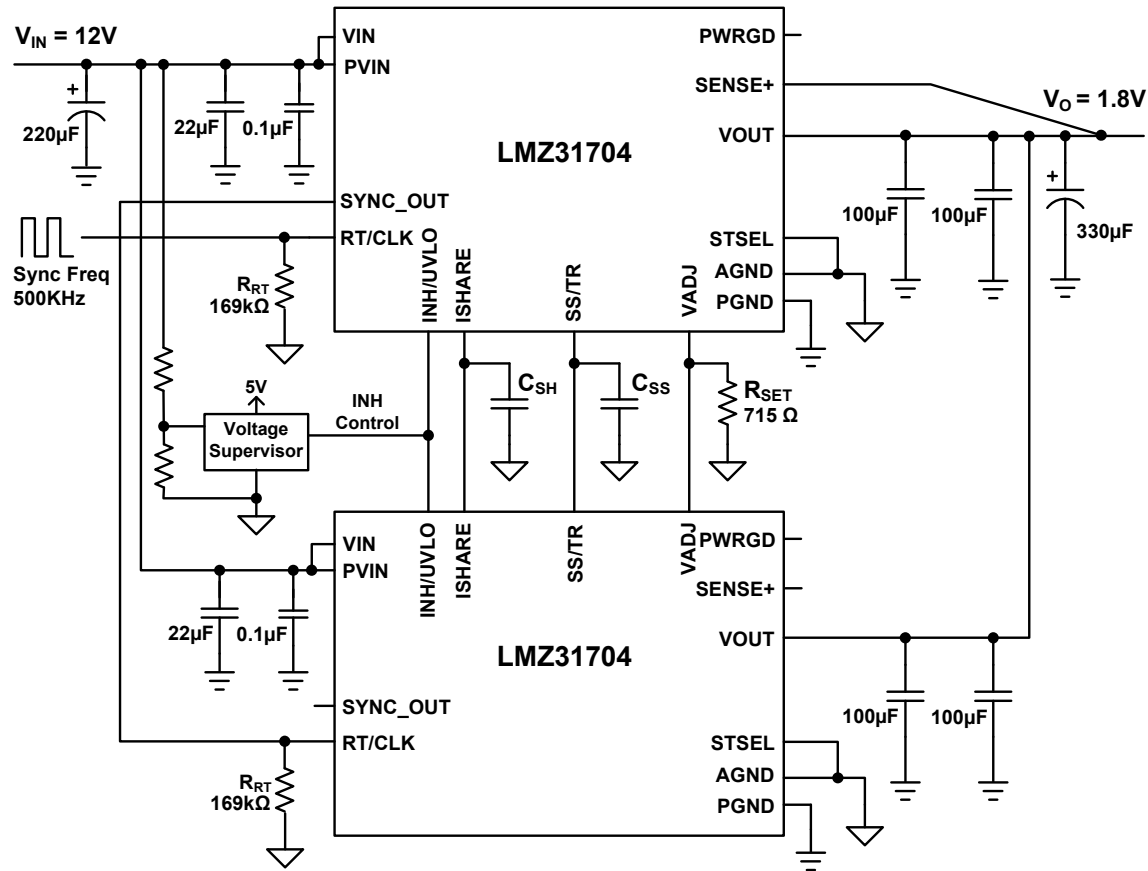 V_IN = 12V
220µF
+
22µF
0.1µF
VIN
PVIN
SYNC_OUT
RT/CLK
INH/UVLO
ISHARE
SS/TR
VADJ
LMZ31704
PWRGD
SENSE+
VOUT
STSEL
AGND
PGND
V_O = 1.8V
100µF
100µF
+
330µF
Sync Freq
500KHz
R_RT
169kΩ
5V
Voltage
Supervisor
INH
Control
C_SH
C_SS
R_SET
715 Ω
VIN
PVIN
22µF
0.1µF
SYNC_OUT
RT/CLK
R_RT
169kΩ
INH/UVLO
ISHARE
SS/TR
VADJ
LMZ31704
PWRGD
SENSE+
VOUT
STSEL
AGND
PGND
100µF
100µF